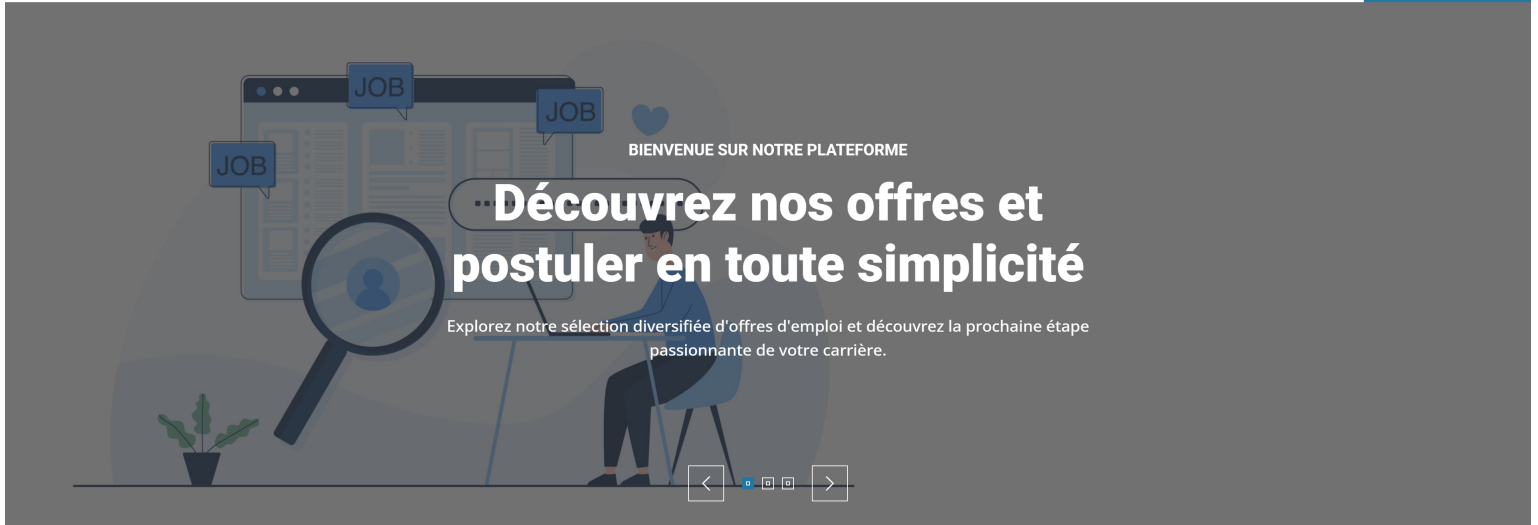 JOB
JOB
JOB
BIENVENUE SUR NOTRE PLATEFORME
Découvrez nos offres et
postuler en toute simplicité
Explorez notre sélection diversifiée d'offres d'emploi et découvrez la prochaine étape
passionnante de votre carrière.